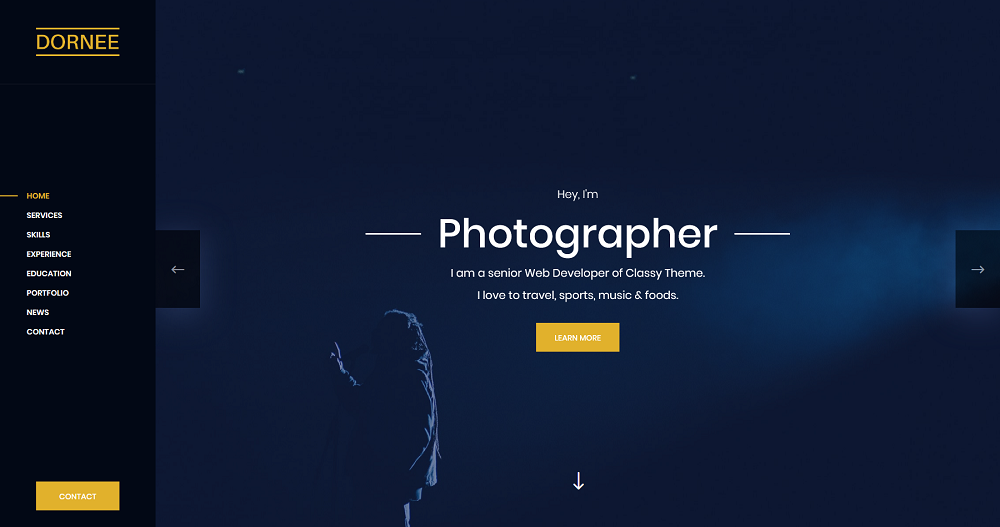 DORNEE
HOME
SERVICES
SKILLS
EXPERIENCE
EDUCATION
PORTFOLIO
NEWS
CONTACT
CONTACT
Hey, I'm
Photographer
I am a senior Web Developer of Classy Theme.
I love to travel, sports, music & foods.
LEARN MORE